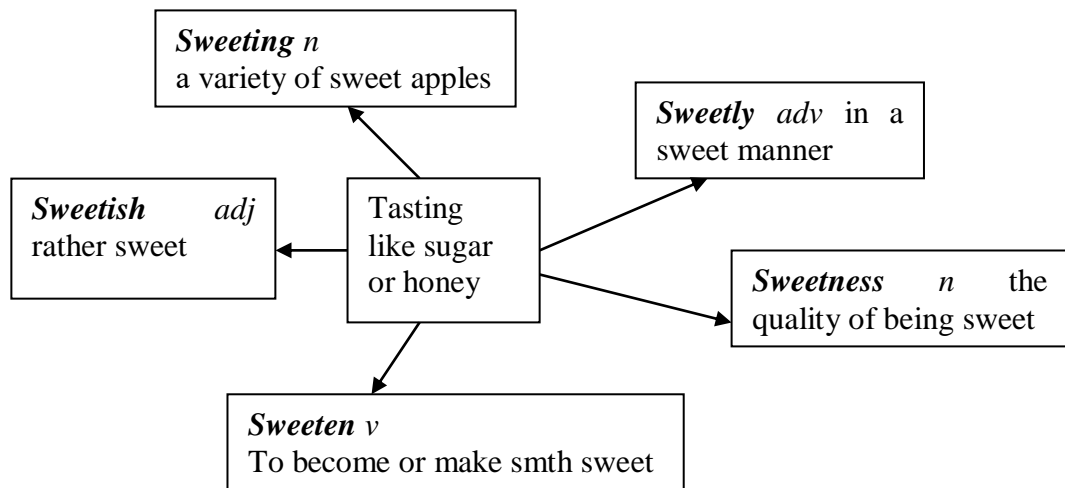 Sweeting n
a variety of sweet apples
Sweetly adv in a
sweet manner
Sweetish adj
rather sweet
Tasting
like sugar
or honey
Sweetness n the
quality of being sweet
Sweeten v
To become or make smth sweet